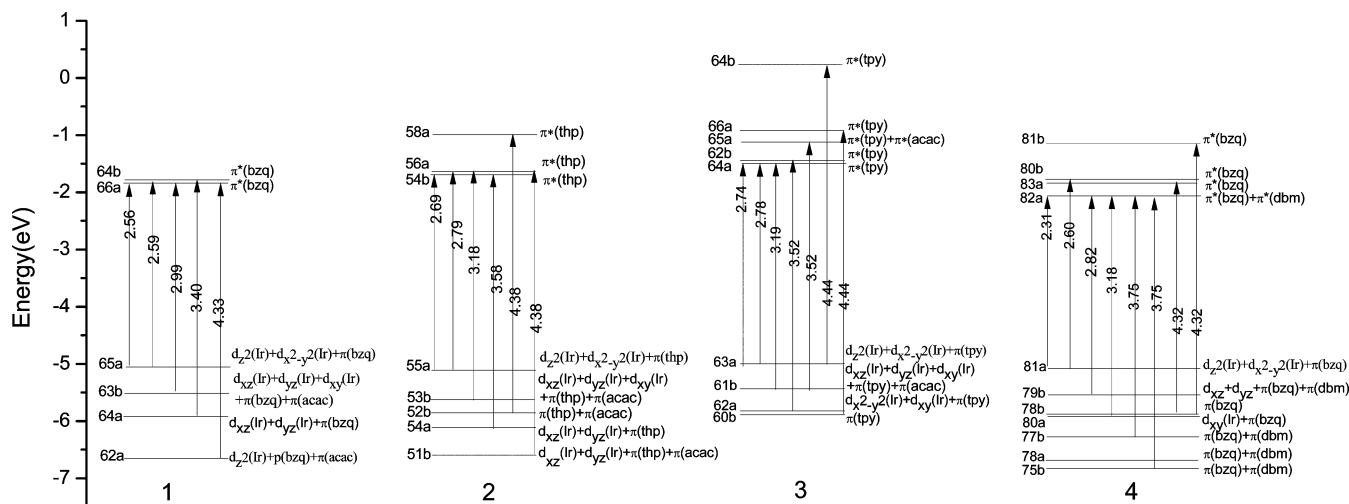 Energy(eV)
1
0
-1
-2
-3
-4
-5
-6
-7
64b π*(bzq)
66a π*(bzq)
2.56
2.59
2.99
3.40
4.33
65a dz2(Ir)+dx2-y2(Ir)+π(bzq)
63b dxz(Ir)+dyz(Ir)+dxy(Ir)
+π(bzq)+π(acac)
64a dxz(Ir)+dyz(Ir)+π(bzq)
62a dz2(Ir)+p(bzq)+π(acac)
1
58a π*(thp)
56a π*(thp)
54b π*(thp)
2.69
2.79
3.18
3.58
4.38
4.38
55a dz2(Ir)+dx2-y2(Ir)+π(thp)
dxz(Ir)+dyz(Ir)+dxy(Ir)
53b +π(thp)+π(acac)
52b π(thp)+π(acac)
54a dxz(Ir)+dyz(Ir)+π(thp)
51b dxz(Ir)+dyz(Ir)+π(thp)+π(acac)
2
64b π*(tpy)
66a π*(tpy)
65a π*(tpy)+π*(acac)
62b π*(tpy)
64a π*(tpy)
2.74
2.78
3.19
3.52
3.52
4.44
4.44
63a dz2(Ir)+dx2-y2(Ir)+π(tpy)
dxz(Ir)+dyz(Ir)+dxy(Ir)
61b +π(tpy)+π(acac)
62a dx2-y2(Ir)+dxy(Ir)+π(tpy)
60b π(tpy)
3
81b π*(bzq)
80b π*(bzq)
83a π*(bzq)
82a π*(bzq)+π*(dbm)
2.31
2.60
2.82
3.18
3.75
3.75
4.32
4.32
81a dz2(Ir)+dx2-y2(Ir)+π(bzq)
79b dxz+dyz+π(bzq)+π(dbm)
78b π(bzq)
80a dxy(Ir)+π(bzq)
77b π(bzq)+π(dbm)
78a π(bzq)+π(dbm)
75b π(bzq)+π(dbm)
4